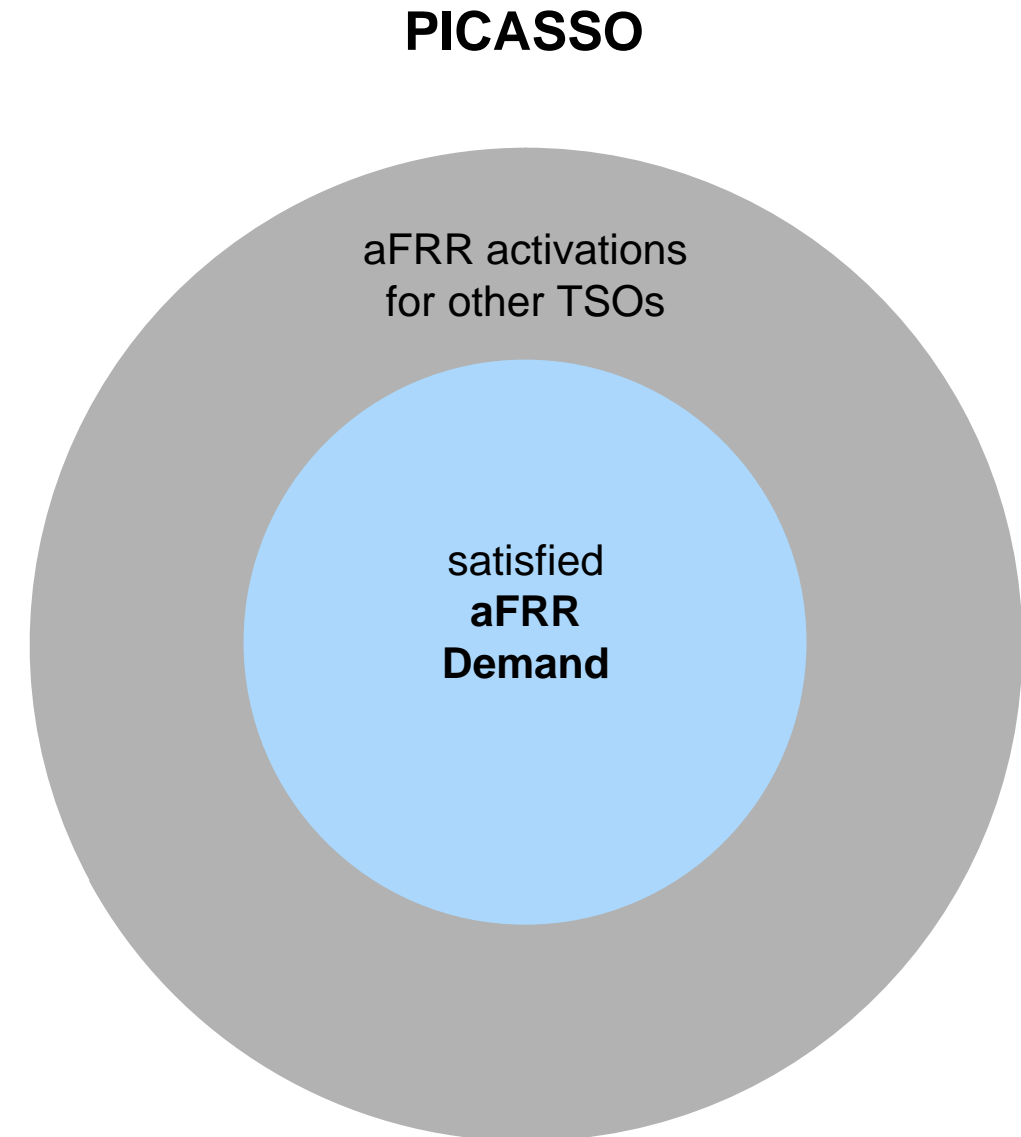 PICASSO
aFRR activations
for other TSOs
satisfied
aFRR
Demand